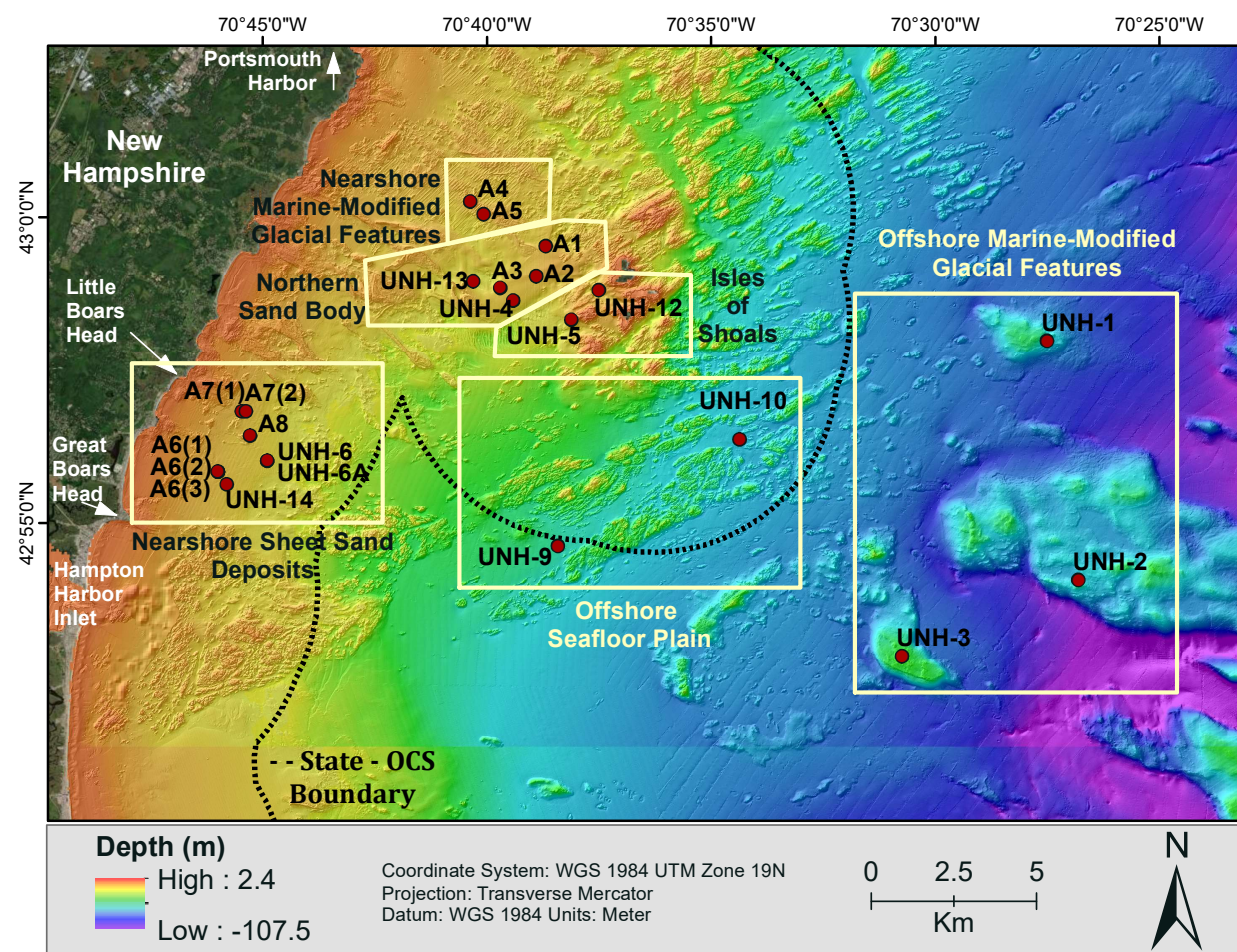 70°45'0"W
70°40'0"W
70°35'0"W
70°30'0"W
70°25'0"W
43°0'0"N
42°55'0"N
Portsmouth
Harbor
New
Hampshire
Nearshore
Marine-Modified
Glacial Features
A4
A5
A1
A2
A3
UNH-13
UNH-4
Northern
Sand Body
UNH-12
UNH-5
Isles
of
Shoals
Offshore Marine-Modified
Glacial Features
UNH-1
UNH-2
UNH-3
Little
Boars
Head
A7(1)
A7(2)
A8
A6(1)
A6(2)
A6(3)
UNH-6
UNH-6A
UNH-14
Great
Boars
Head
Nearshore Sheet Sand
Deposits
Hampton
Harbor
Inlet
UNH-10
UNH-9
Offshore
Seafloor Plain
- - State - OCS
Boundary
Depth (m)
High : 2.4
Low : -107.5
Coordinate System: WGS 1984 UTM Zone 19N
Projection: Transverse Mercator
Datum: WGS 1984 Units: Meter
0 2.5 5
Km
N